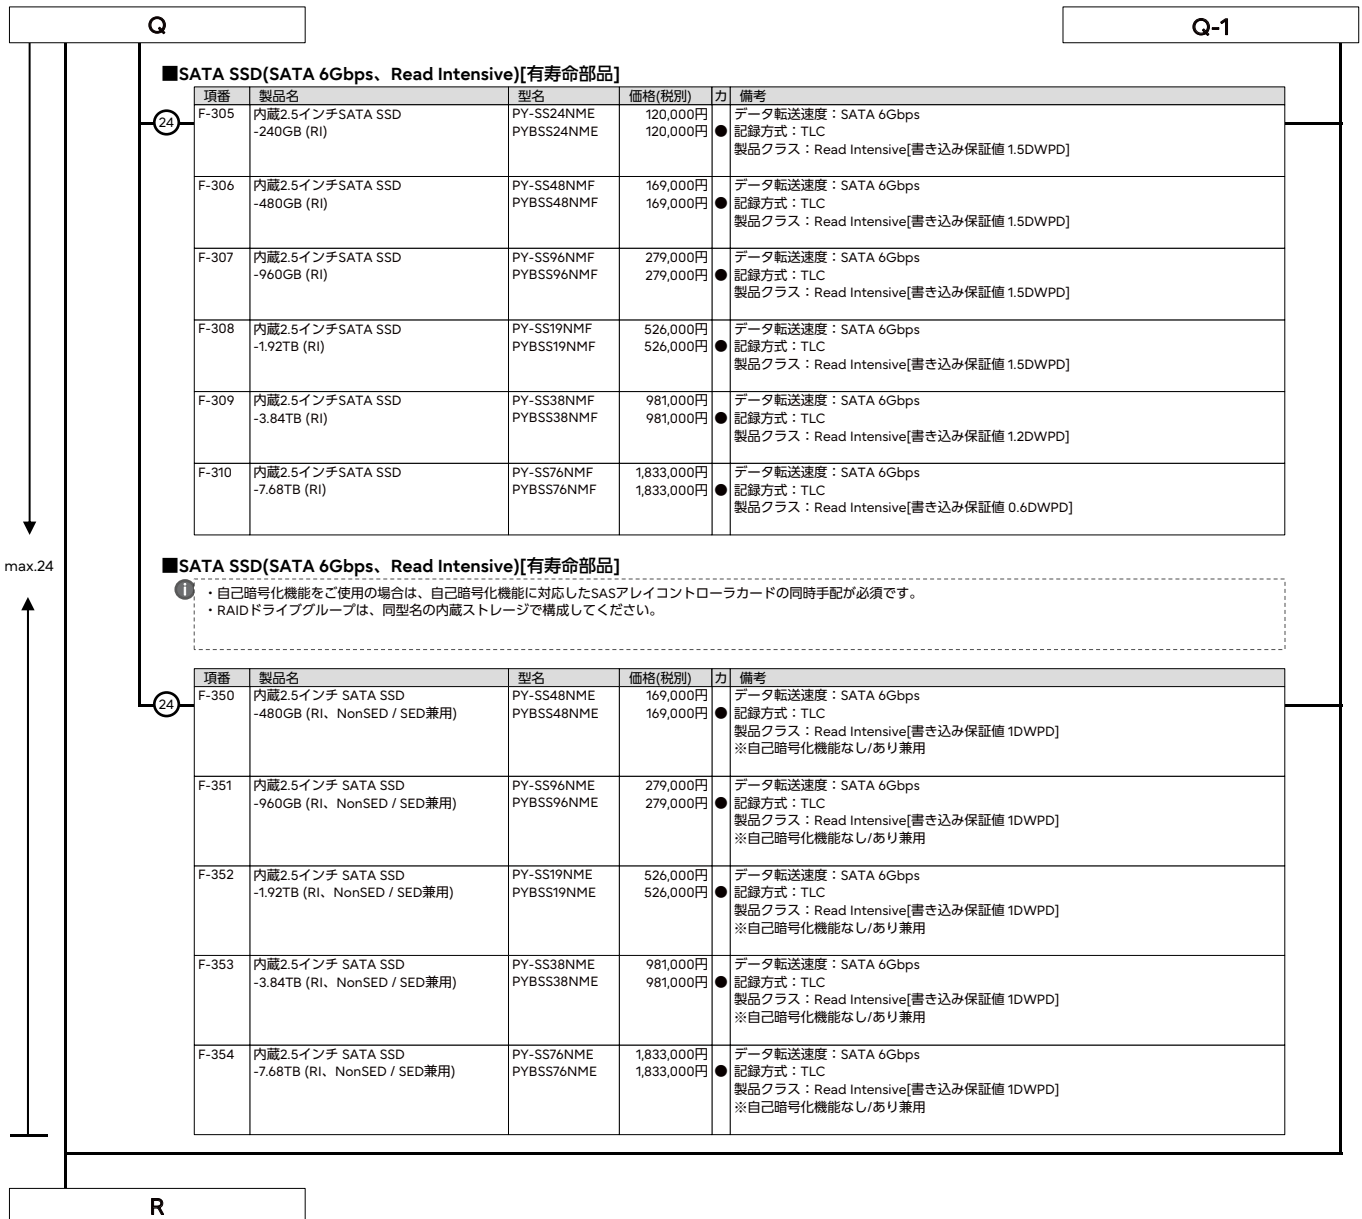 Q
Q-1
■SATA SSD(SATA 6Gbps、Read Intensive)[有寿命部品]
項番 製品名 型名 価格(税別) カ 備考
24
F-305 内蔵2.5インチSATA SSD PY-SS24NME 120,000円 データ転送速度：SATA 6Gbps
-240GB (RI) PYBSS24NME 120,000円 ● 記録方式：TLC
製品クラス：Read Intensive[書き込み保証値 1.5DWPD]
F-306 内蔵2.5インチSATA SSD PY-SS48NMF 169,000円 データ転送速度：SATA 6Gbps
-480GB (RI) PYBSS48NMF 169,000円 ● 記録方式：TLC
製品クラス：Read Intensive[書き込み保証値 1.5DWPD]
F-307 内蔵2.5インチSATA SSD PY-SS96NMF 279,000円 データ転送速度：SATA 6Gbps
-960GB (RI) PYBSS96NMF 279,000円 ● 記録方式：TLC
製品クラス：Read Intensive[書き込み保証値 1.5DWPD]
F-308 内蔵2.5インチSATA SSD PY-SS19NMF 526,000円 データ転送速度：SATA 6Gbps
-1.92TB (RI) PYBSS19NMF 526,000円 ● 記録方式：TLC
製品クラス：Read Intensive[書き込み保証値 1.5DWPD]
F-309 内蔵2.5インチSATA SSD PY-SS38NMF 981,000円 データ転送速度：SATA 6Gbps
-3.84TB (RI) PYBSS38NMF 981,000円 ● 記録方式：TLC
製品クラス：Read Intensive[書き込み保証値 1.2DWPD]
F-310 内蔵2.5インチSATA SSD PY-SS76NMF 1,833,000円 データ転送速度：SATA 6Gbps
-7.68TB (RI) PYBSS76NMF 1,833,000円 ● 記録方式：TLC
製品クラス：Read Intensive[書き込み保証値 0.6DWPD]
max.24
■SATA SSD(SATA 6Gbps、Read Intensive)[有寿命部品]
i ・自己暗号化機能をご使用の場合は、自己暗号化機能に対応したSASアレイコントローラカードの同時手配が必須です。
・RAIDドライブグループは、同型名の内蔵ストレージで構成してください。
項番 製品名 型名 価格(税別) カ 備考
24
F-350 内蔵2.5インチ SATA SSD PY-SS48NME 169,000円 データ転送速度：SATA 6Gbps
-480GB (RI、NonSED / SED兼用) PYBSS48NME 169,000円 ● 記録方式：TLC
製品クラス：Read Intensive[書き込み保証値 1DWPD]
※自己暗号化機能なし/あり兼用
F-351 内蔵2.5インチ SATA SSD PY-SS96NME 279,000円 データ転送速度：SATA 6Gbps
-960GB (RI、NonSED / SED兼用) PYBSS96NME 279,000円 ● 記録方式：TLC
製品クラス：Read Intensive[書き込み保証値 1DWPD]
※自己暗号化機能なし/あり兼用
F-352 内蔵2.5インチ SATA SSD PY-SS19NME 526,000円 データ転送速度：SATA 6Gbps
-1.92TB (RI、NonSED / SED兼用) PYBSS19NME 526,000円 ● 記録方式：TLC
製品クラス：Read Intensive[書き込み保証値 1DWPD]
※自己暗号化機能なし/あり兼用
F-353 内蔵2.5インチ SATA SSD PY-SS38NME 981,000円 データ転送速度：SATA 6Gbps
-3.84TB (RI、NonSED / SED兼用) PYBSS38NME 981,000円 ● 記録方式：TLC
製品クラス：Read Intensive[書き込み保証値 1DWPD]
※自己暗号化機能なし/あり兼用
F-354 内蔵2.5インチ SATA SSD PY-SS76NME 1,833,000円 データ転送速度：SATA 6Gbps
-7.68TB (RI、NonSED / SED兼用) PYBSS76NME 1,833,000円 ● 記録方式：TLC
製品クラス：Read Intensive[書き込み保証値 1DWPD]
※自己暗号化機能なし/あり兼用
R